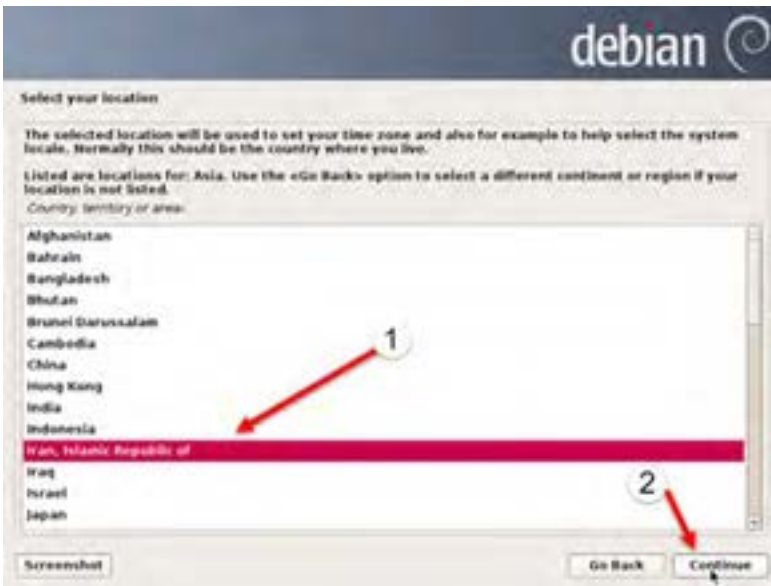 debian
Select your location
The selected location will be used to set your time zone and also for example to help select the system
locale. Normally this should be the country where you live.
Listed are locations for: Asia. Use the «Go Back» option to select a different continent or region if your
location is not listed.
Country, territory or area:
Afghanistan
Bahrain
Bangladesh
Bhutan
Brunei Darussalam
Cambodia
China
Hong Kong
India
Indonesia
Iran, Islamic Republic of
Iraq
Israel
Japan
1
2
Screenshot
Go Back
Continue